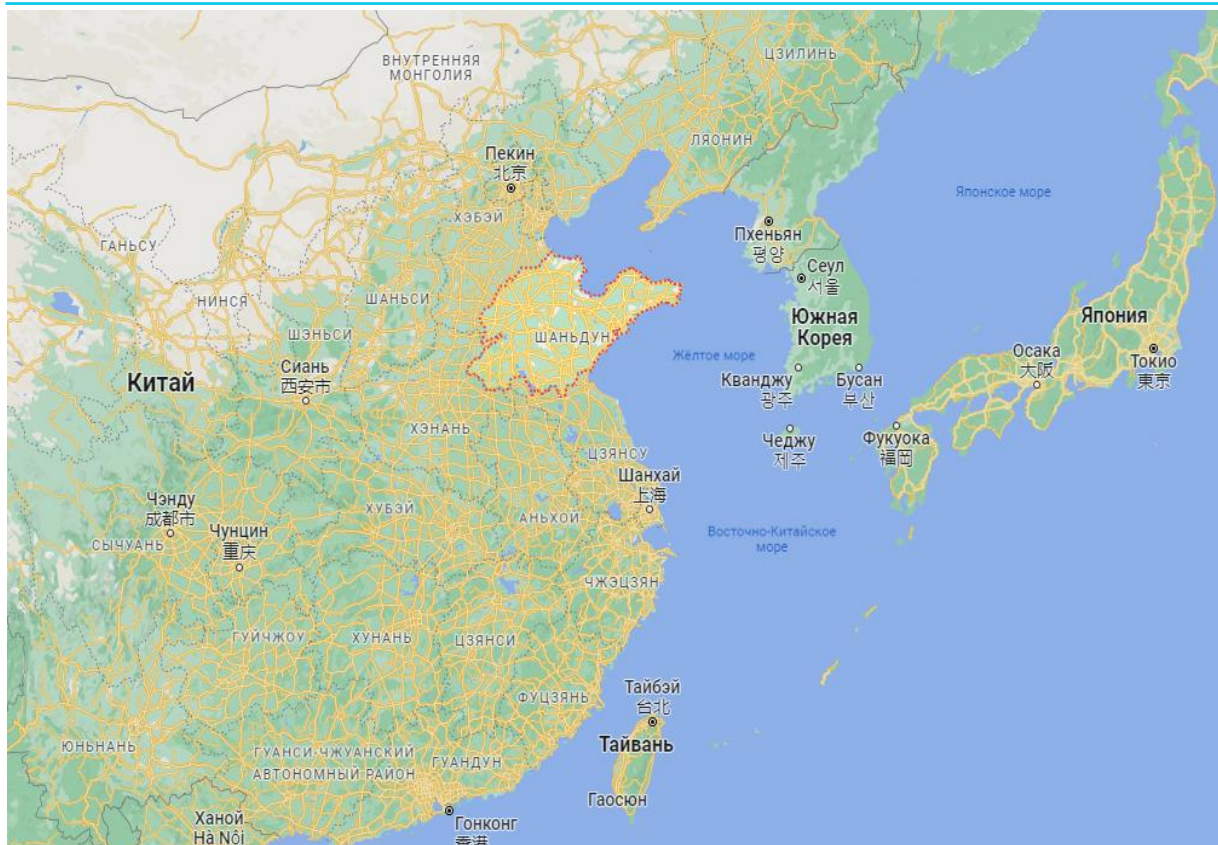 ВНУТРЕННЯЯ
МОНГОЛИЯ
ЦЗИЛИНЬ
ЛЯОНИН
Пекин
北京
ХЭБЭЙ
Японское море
Пхеньян
평양
ГАНЬСУ
Сеул
서울
НИНСЯ
ШАНЬСИ
ШЭНЬСИ
ШАНЬДУН
Южная
Корея
Япония
Жёлтое море
Осака
大阪
Токио
東京
Сиань
西安市
Китай
Кванджу
광주
Бусан
부산
ХЭНАНЬ
Чеджу
제주
Фукуока
福岡
ЦЗЯНСУ
Шанхай
上海
Чэнду
成都市
ХУБЭЙ
АНЬХОЙ
Чунцин
重庆
СЫЧУАНЬ
Восточно-Китайское
море
ЧЖЭЦЗЯН
ГУЙЧЖОУ
ХУНАНЬ
ЦЗЯНСИ
ФУЦЗЯНЬ
Тайбэй
台北
Тайвань
ЮНЬНАНЬ
ГУАНСИ-ЧЖУАНСКИЙ
АВТОНОМНЫЙ РАЙОН
ГУАНДУН
Гаосюн
Ханой
Hà Nội
Гонконг
香港